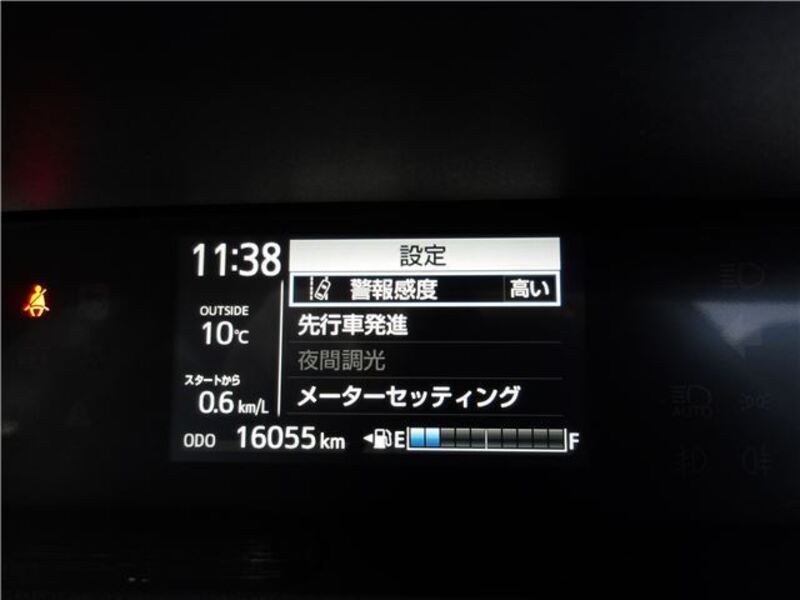 11:38
設定
警報感度 高い
OUTSIDE
10℃
先行車発進
夜間調光
スタートから
0.6 km/L
メーターセッティング
ODO 16055 km
E F
AUTO